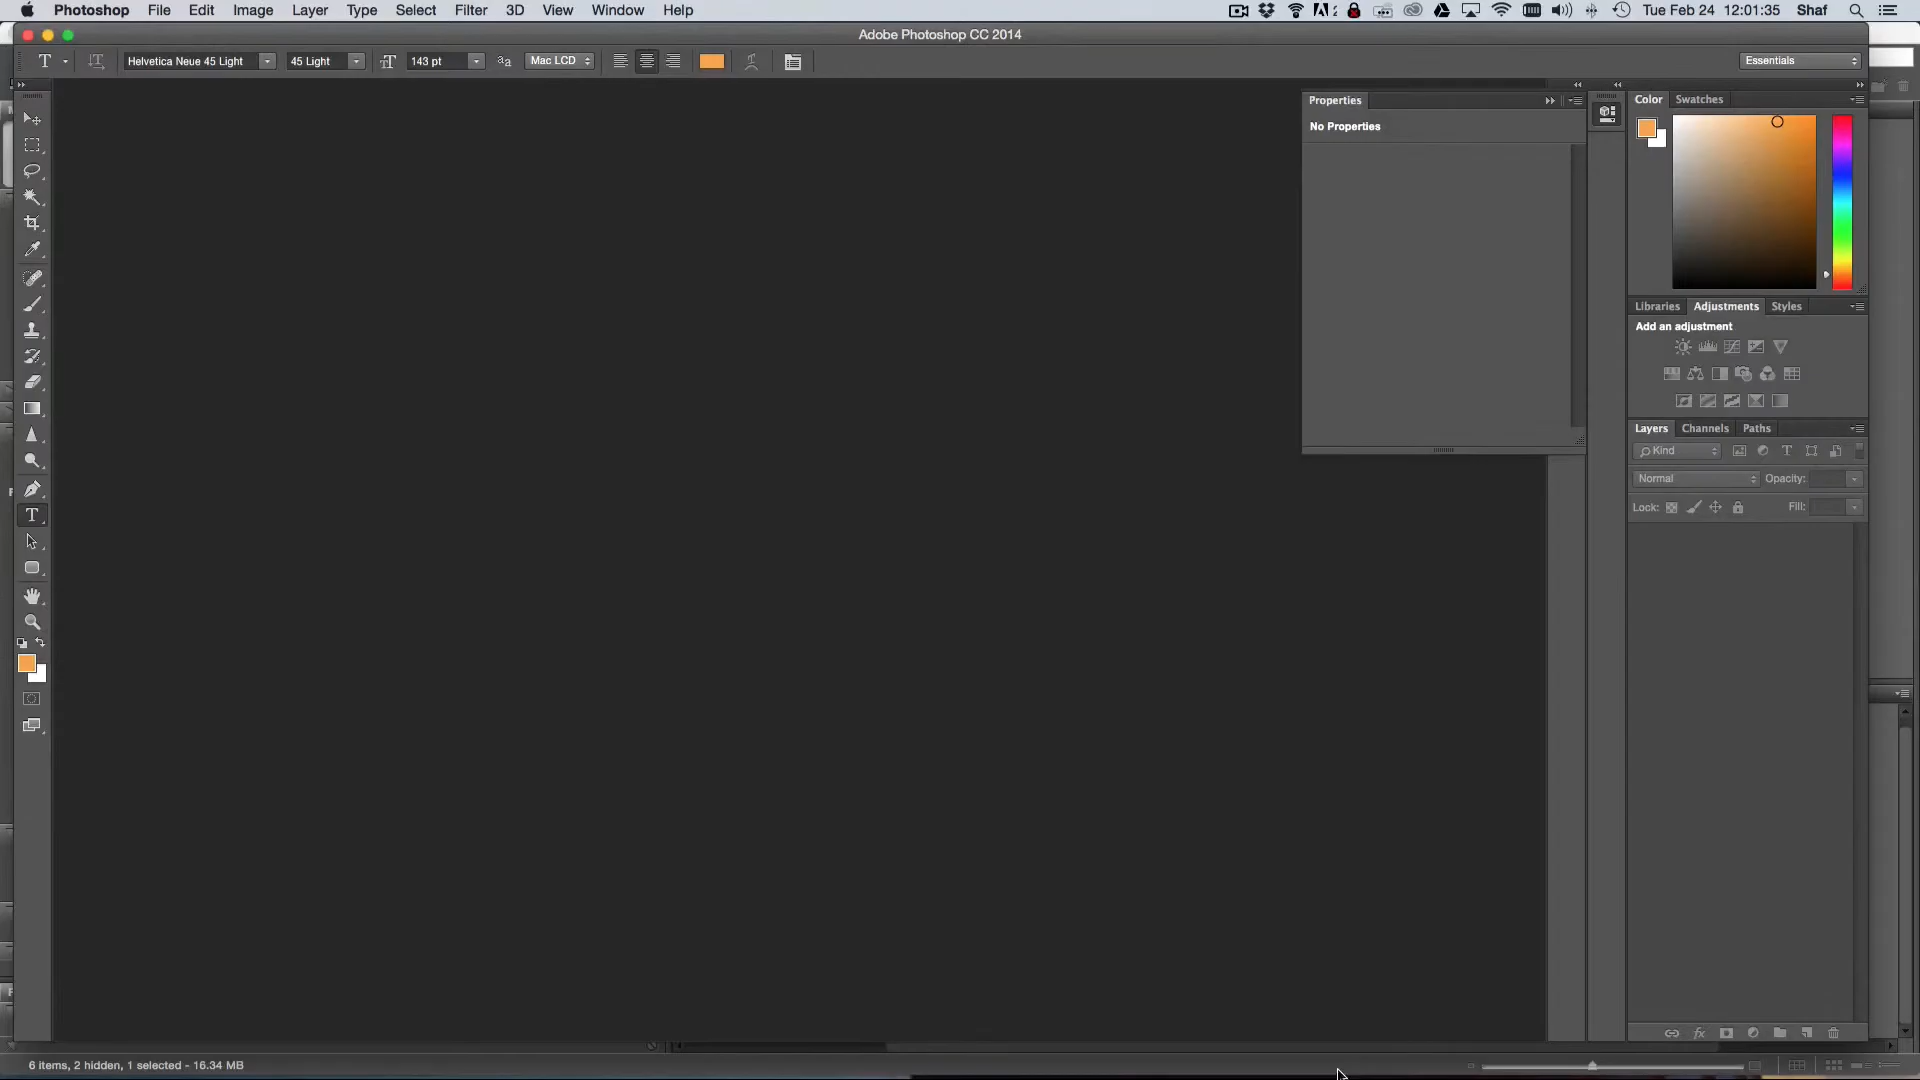 Photoshop File Edit Image Layer Type Select Filter 3D View Window Help Tue Feb 24 12:01:35 Shaf
Adobe Photoshop CC 2014
T Helvetica Neue 45 Light 45 Light 143 pt aa Mac LCD Essentials
Properties
No Properties
Color Swatches
Libraries Adjustments Styles
Add an adjustment
Layers Channels Paths
Kind
Normal Opacity:
Lock: Fill:
6 items, 2 hidden, 1 selected - 16.34 MB